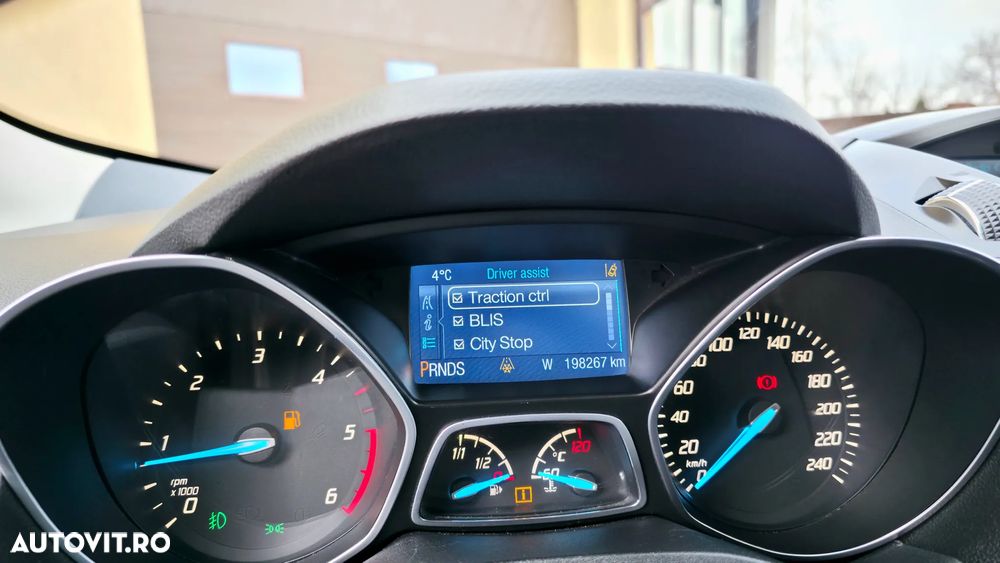 4°C Driver assist
Traction ctrl
BLIS
City Stop
PRNDS W 198267 km
0 1 2 3 4 5 6
rpm
x1000
1/1 1/2 0
°C 60 120
0 20 40 60 80 100 120 140 160 180 200 220 240
km/h
AUTOVIT.RO